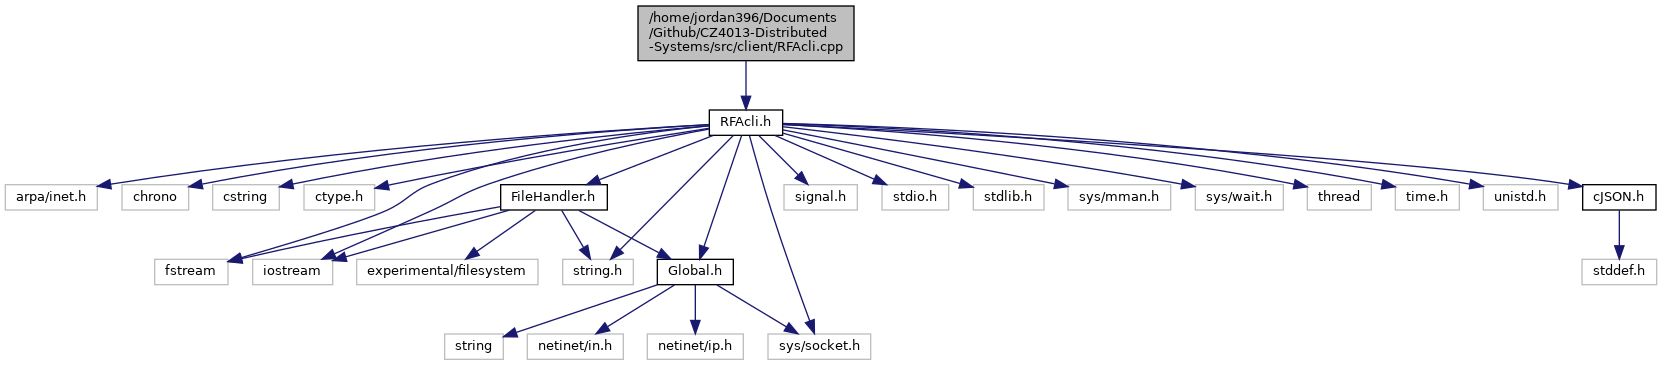 /home/jordan396/Documents
/Github/CZ4013-Distributed
-Systems/src/client/RFAcli.cpp
RFAcli.h
arpa/inet.h
chrono
cstring
ctype.h
FileHandler.h
signal.h
stdio.h
stdlib.h
sys/mman.h
sys/wait.h
thread
time.h
unistd.h
cJSON.h
fstream
iostream
experimental/filesystem
string.h
Global.h
stddef.h
string
netinet/in.h
netinet/ip.h
sys/socket.h